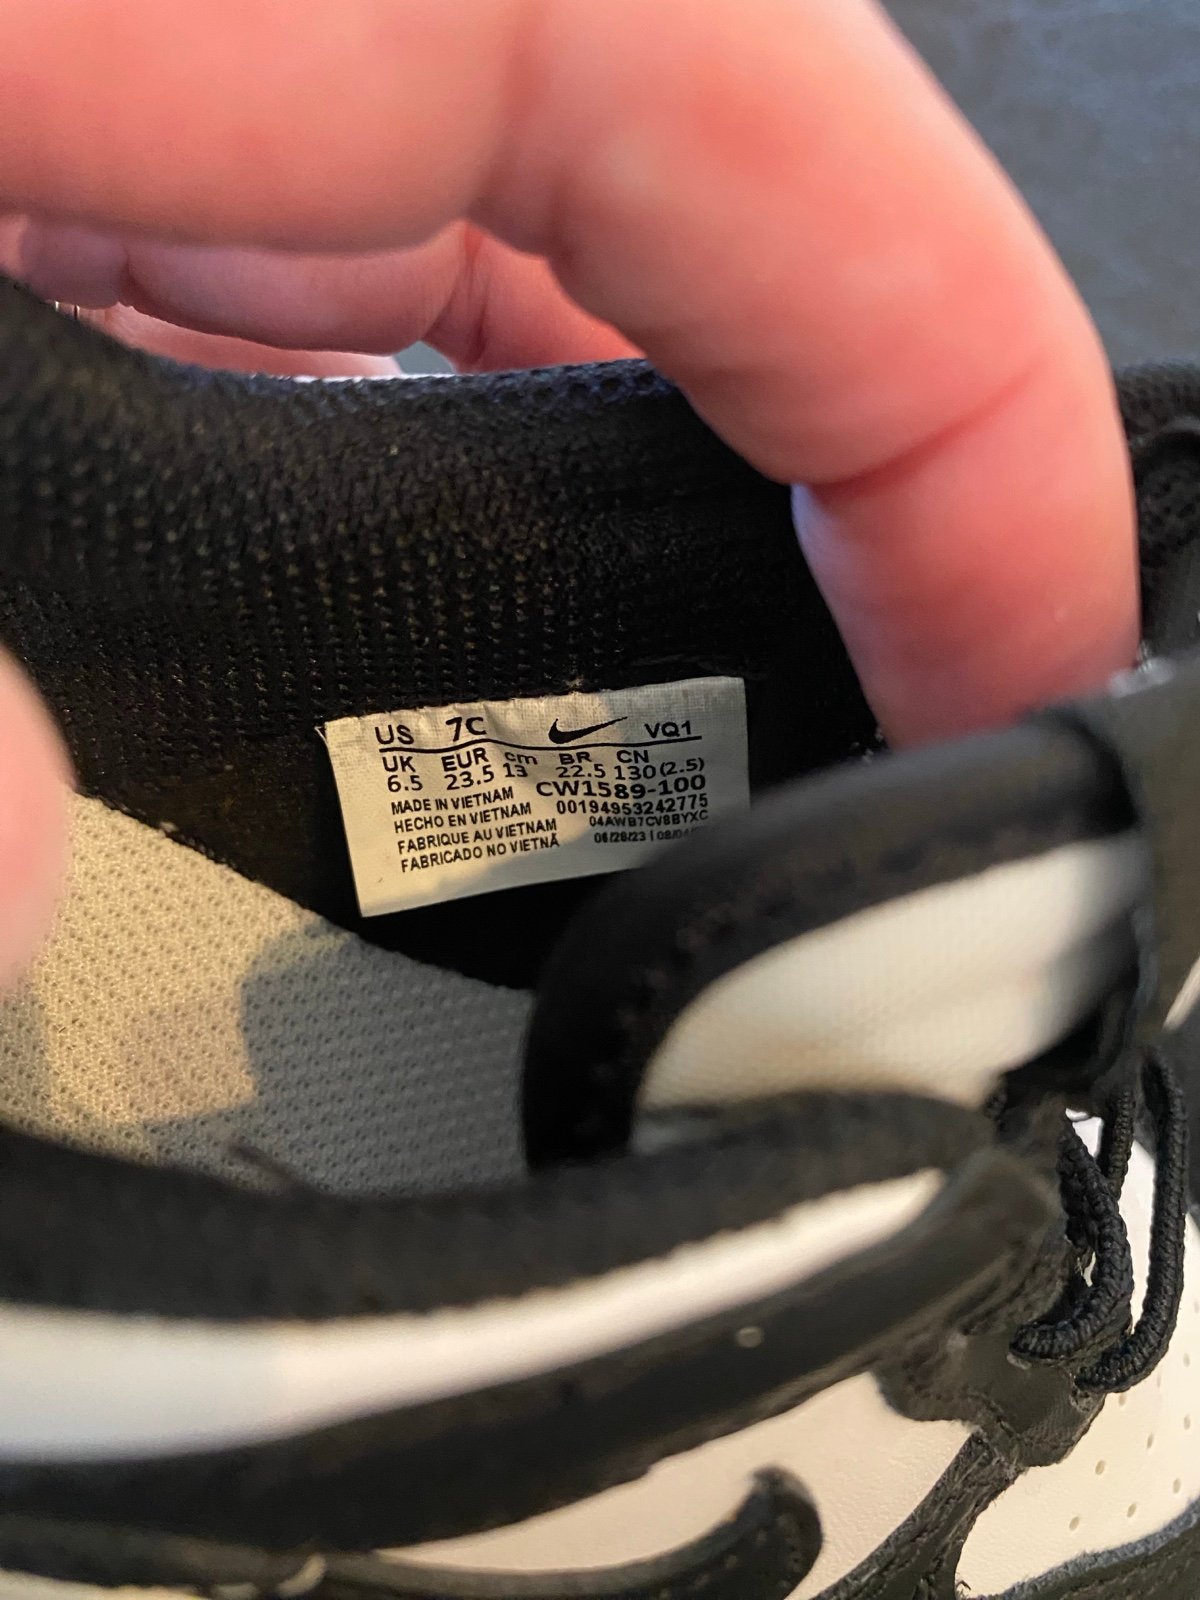 US 7C VQ1
UK EUR cm BR CN
6.5 23.5 13 22.5 130(2.5)
MADE IN VIETNAM CW1589-100
HECHO EN VIETNAM 00194953242775
FABRIQUE AU VIETNAM 04AWB7CV8BYXC
FABRICADO NO VIETNÃ 06/28/23 |